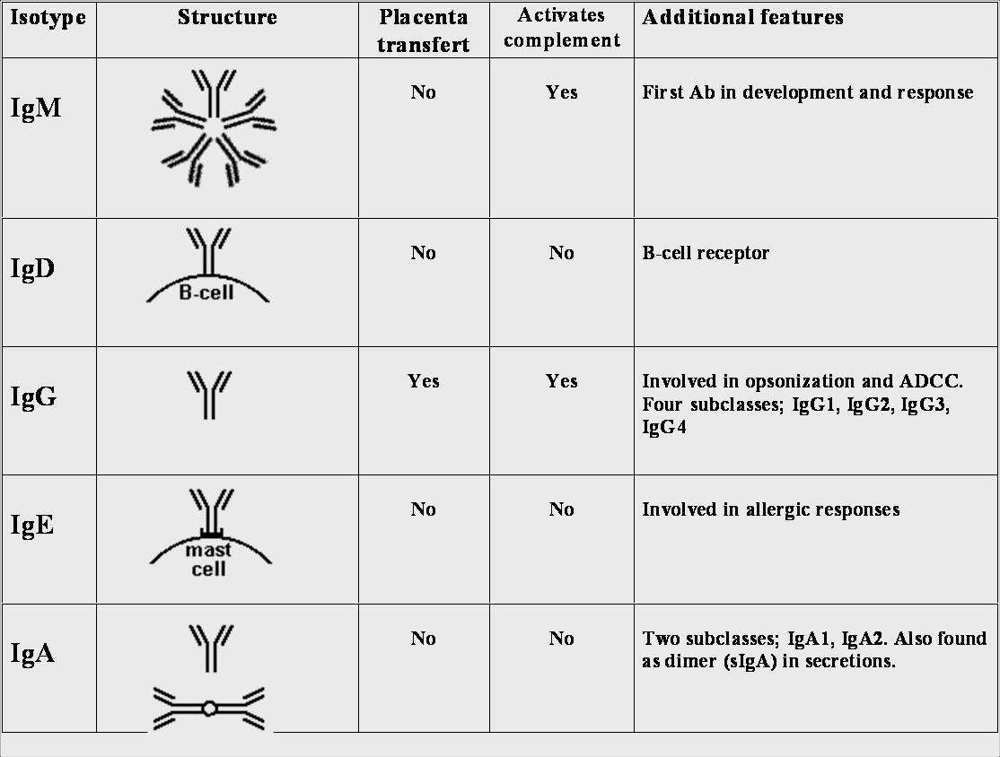 Isotype Structure Placenta transfert Activates complement Additional features
IgM No Yes First Ab in development and response
IgD B-cell No No B-cell receptor
IgG Yes Yes Involved in opsonization and ADCC.
Four subclasses; IgG1, IgG2, IgG3,
IgG4
IgE mast cell No No Involved in allergic responses
IgA No No Two subclasses; IgA1, IgA2. Also found
as dimer (sIgA) in secretions.